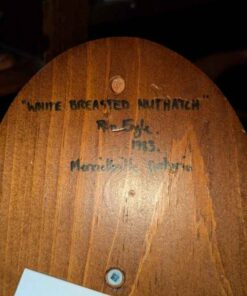 "WHITE BREASTED NUTHATCH"
1983.
Merrickville Ontario